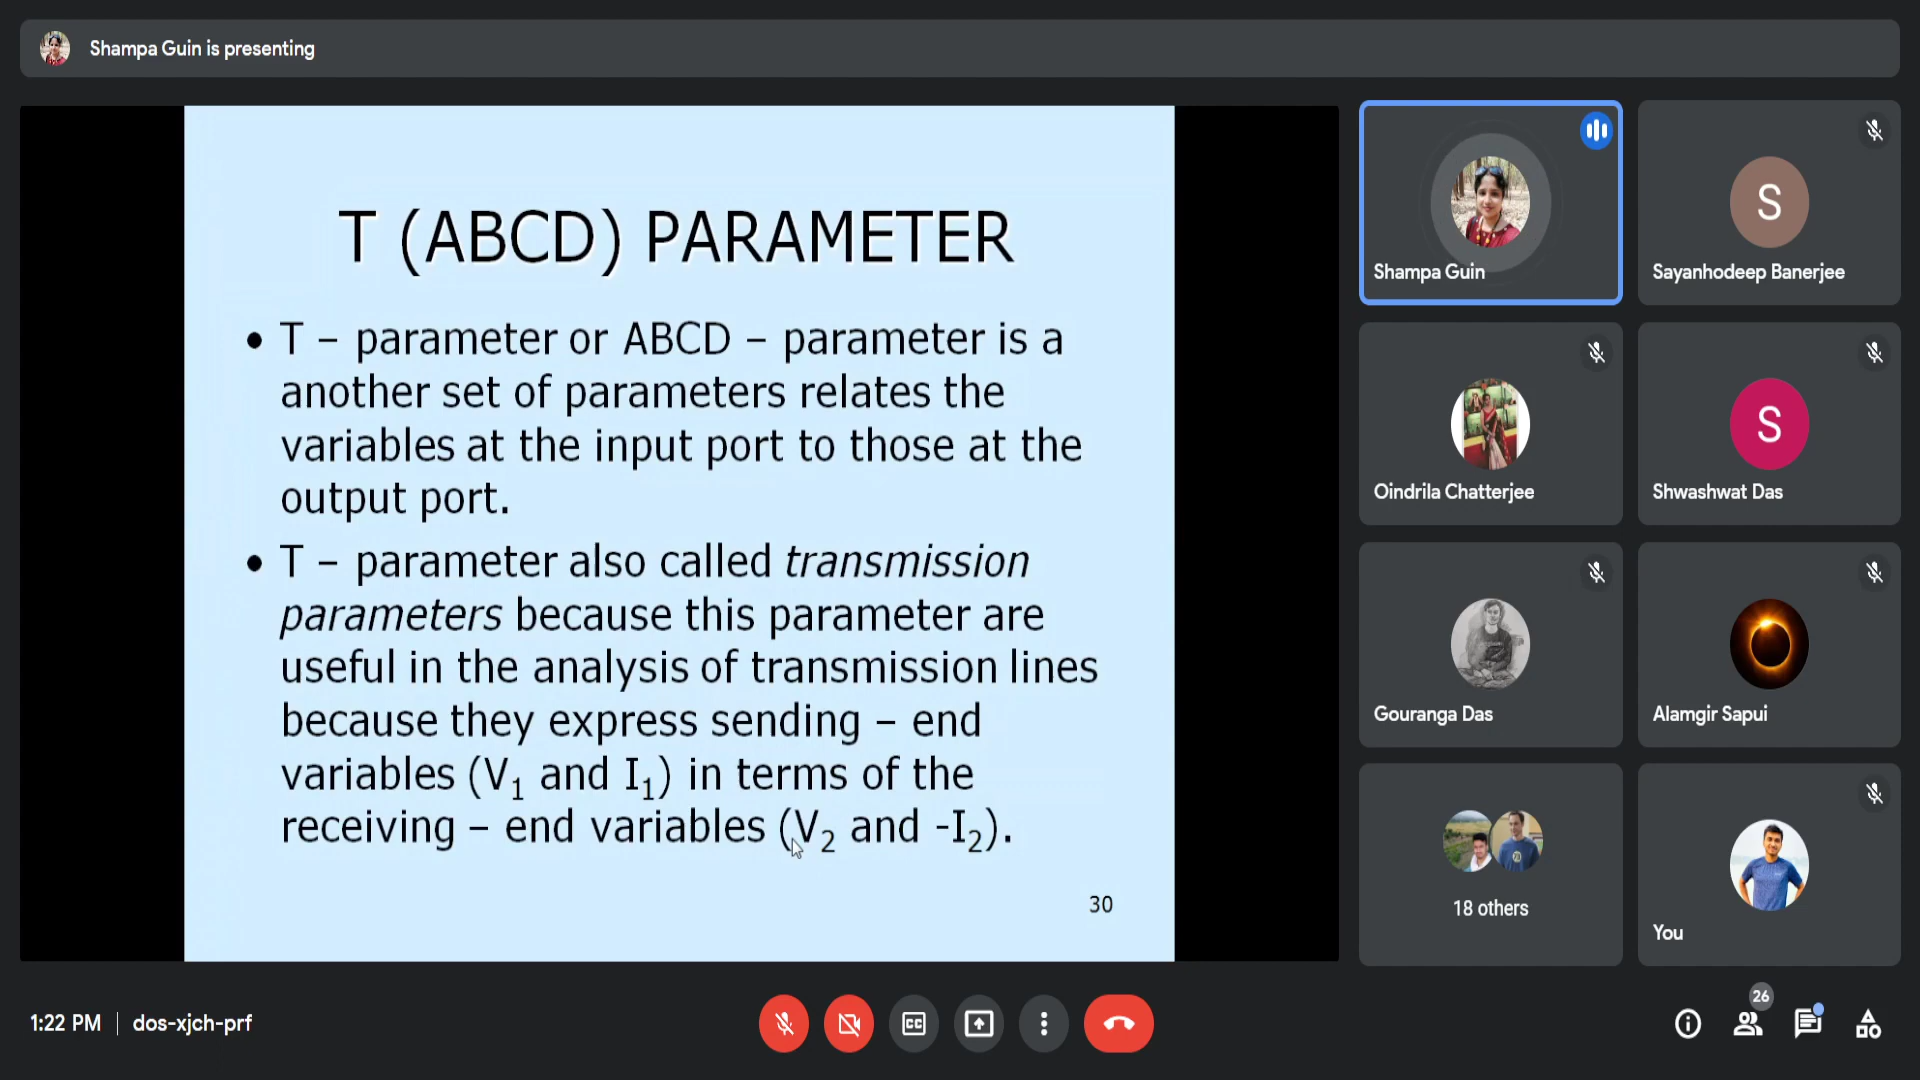 Shampa Guin is presenting
T (ABCD) PARAMETER
• T – parameter or ABCD – parameter is a
another set of parameters relates the
variables at the input port to those at the
output port.
• T – parameter also called transmission
parameters because this parameter are
useful in the analysis of transmission lines
because they express sending – end
variables (V₁ and I₁) in terms of the
receiving – end variables (V₂ and -I₂).
30
Shampa Guin
S
Sayanhodeep Banerjee
Oindrila Chatterjee
S
Shwashwat Das
Gouranga Das
Alamgir Sapui
18 others
You
1:22 PM | dos-xjch-prf
CC
26